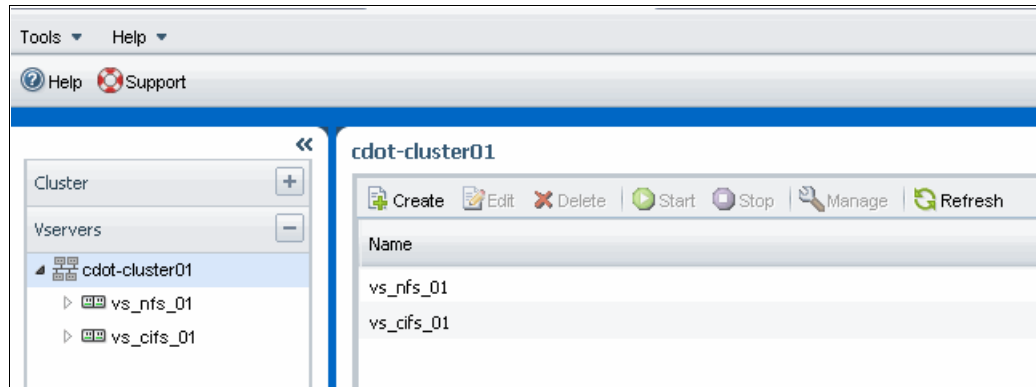 Tools Help
Help Support
«
Cluster +
Vservers −
cdot-cluster01
vs_nfs_01
vs_cifs_01
cdot-cluster01
Create Edit Delete Start Stop Manage Refresh
Name
vs_nfs_01
vs_cifs_01